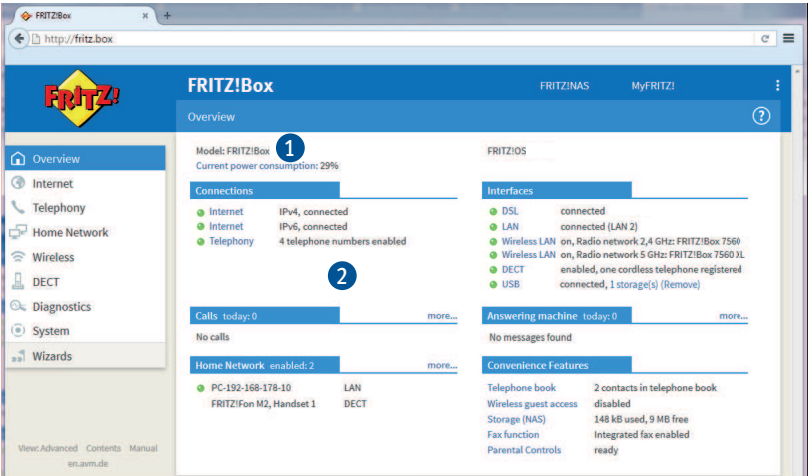 FRITZ!Box
http://fritz.box
FRITZ!
FRITZ!Box
FRITZ!NAS
MyFRITZ!
Overview
?
Overview
Internet
Telephony
Home Network
Wireless
DECT
Diagnostics
System
Wizards
View: Advanced Contents Manual
en.avm.de
Model: FRITZ!Box
1
FRITZ!OS
Current power consumption: 29%
Connections
Internet IPv4, connected
Internet IPv6, connected
Telephony 4 telephone numbers enabled
2
Interfaces
DSL connected
LAN connected (LAN 2)
Wireless LAN on, Radio network 2,4 GHz: FRITZ!Box 7560
Wireless LAN on, Radio network 5 GHz: FRITZ!Box 7560 XL
DECT enabled, one cordless telephone registered
USB connected, 1 storage(s) (Remove)
Calls today: 0 more...
No calls
Answering machine today: 0 more...
No messages found
Home Network enabled: 2 more...
PC-192-168-178-10 LAN
FRITZ!Fon M2, Handset 1 DECT
Convenience Features
Telephone book 2 contacts in telephone book
Wireless guest access disabled
Storage (NAS) 148 kB used, 9 MB free
Fax function Integrated fax enabled
Parental Controls ready